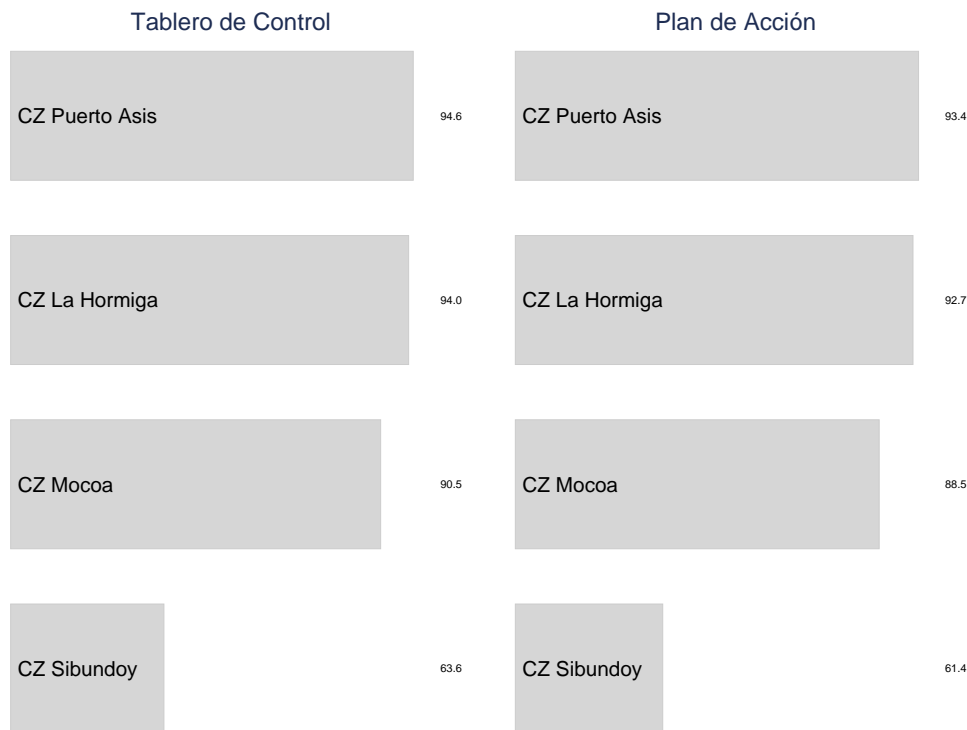 Tablero de Control
CZ Puerto Asis 94.6
CZ La Hormiga 94.0
CZ Mocoa 90.5
CZ Sibundoy 63.6
Plan de Acción
CZ Puerto Asis 93.4
CZ La Hormiga 92.7
CZ Mocoa 88.5
CZ Sibundoy 61.4